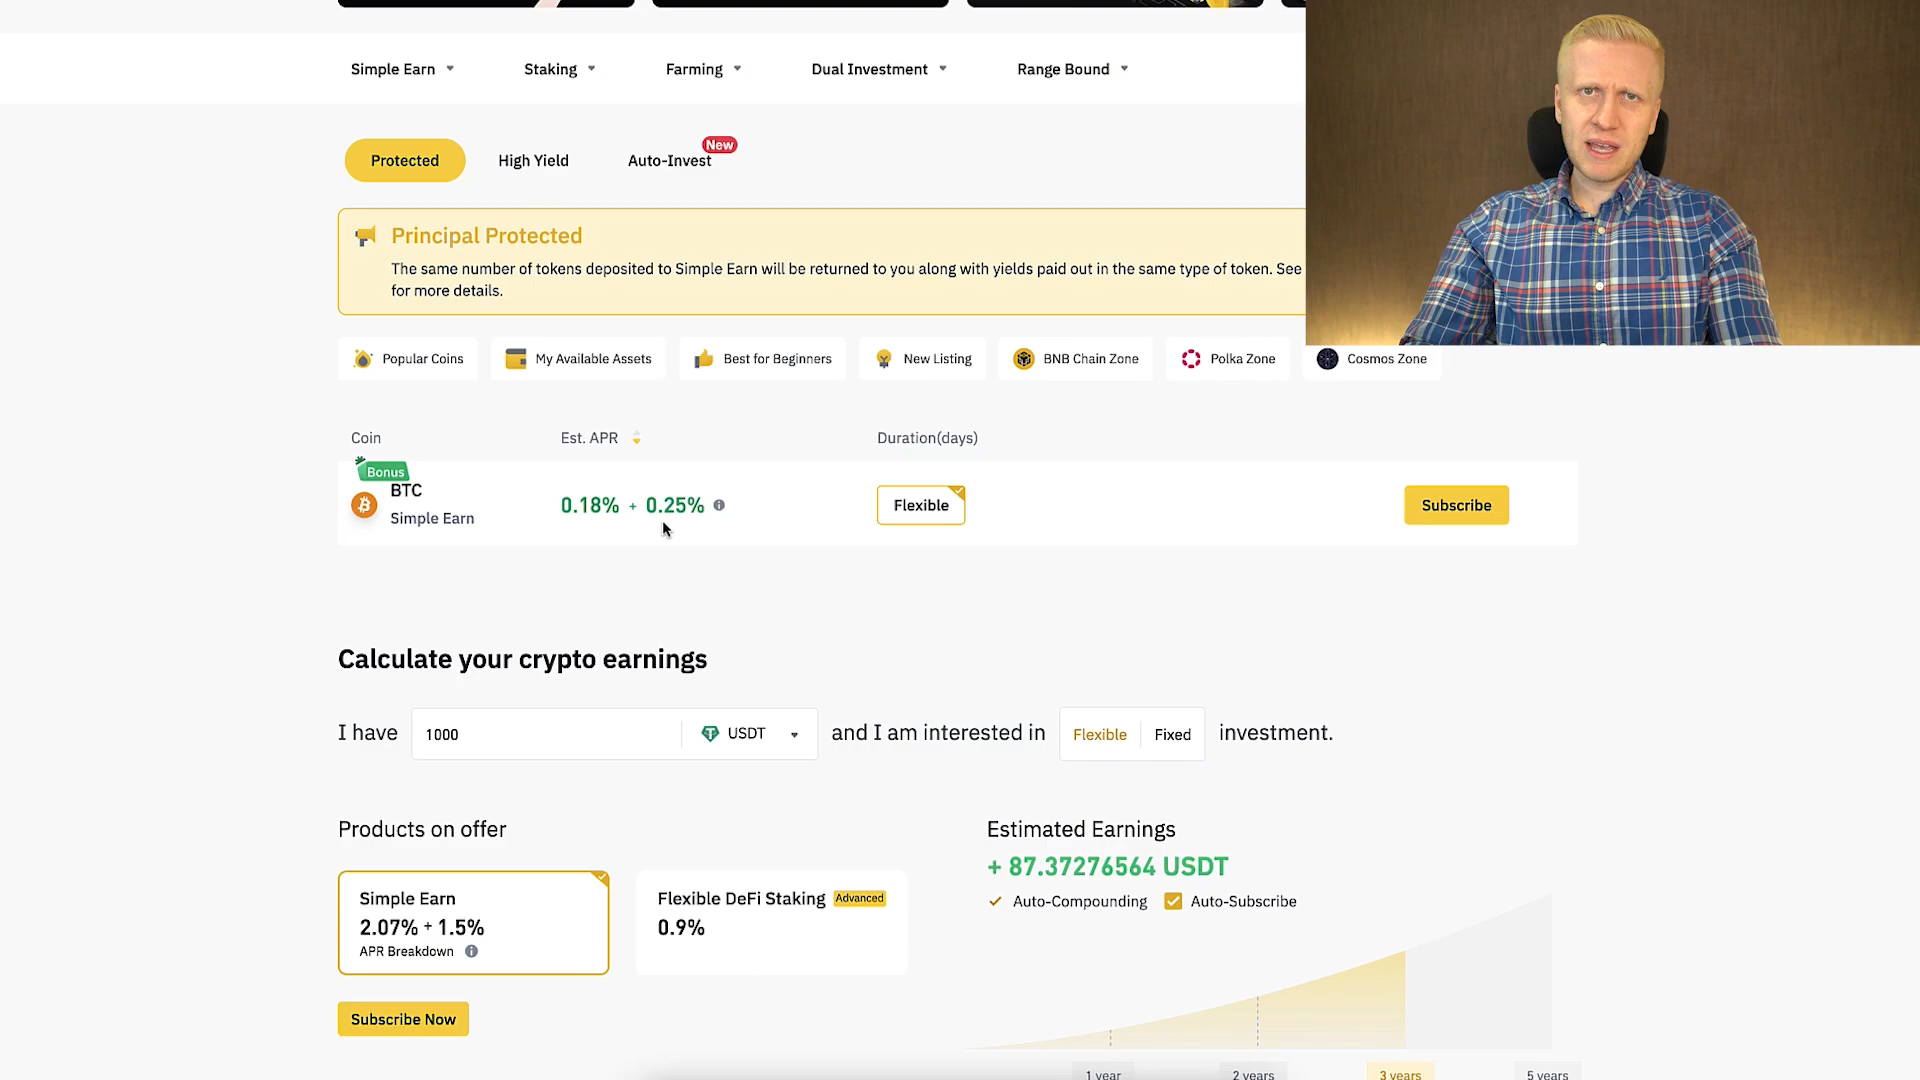 Simple Earn
Staking
Farming
Dual Investment
Range Bound
Protected
High Yield
Auto-Invest
New
Principal Protected
The same number of tokens deposited to Simple Earn will be returned to you along with yields paid out in the same type of token. See
for more details.
Popular Coins
My Available Assets
Best for Beginners
New Listing
BNB Chain Zone
Polka Zone
Cosmos Zone
Coin
Est. APR
Duration(days)
Bonus
BTC
Simple Earn
0.18% + 0.25%
Flexible
Subscribe
Calculate your crypto earnings
I have 1000 USDT and I am interested in Flexible Fixed investment.
Products on offer
Simple Earn
2.07% + 1.5%
APR Breakdown
Flexible DeFi Staking Advanced
0.9%
Subscribe Now
Estimated Earnings
+ 87.37276564 USDT
Auto-Compounding Auto-Subscribe
1 year
2 years
3 years
5 years